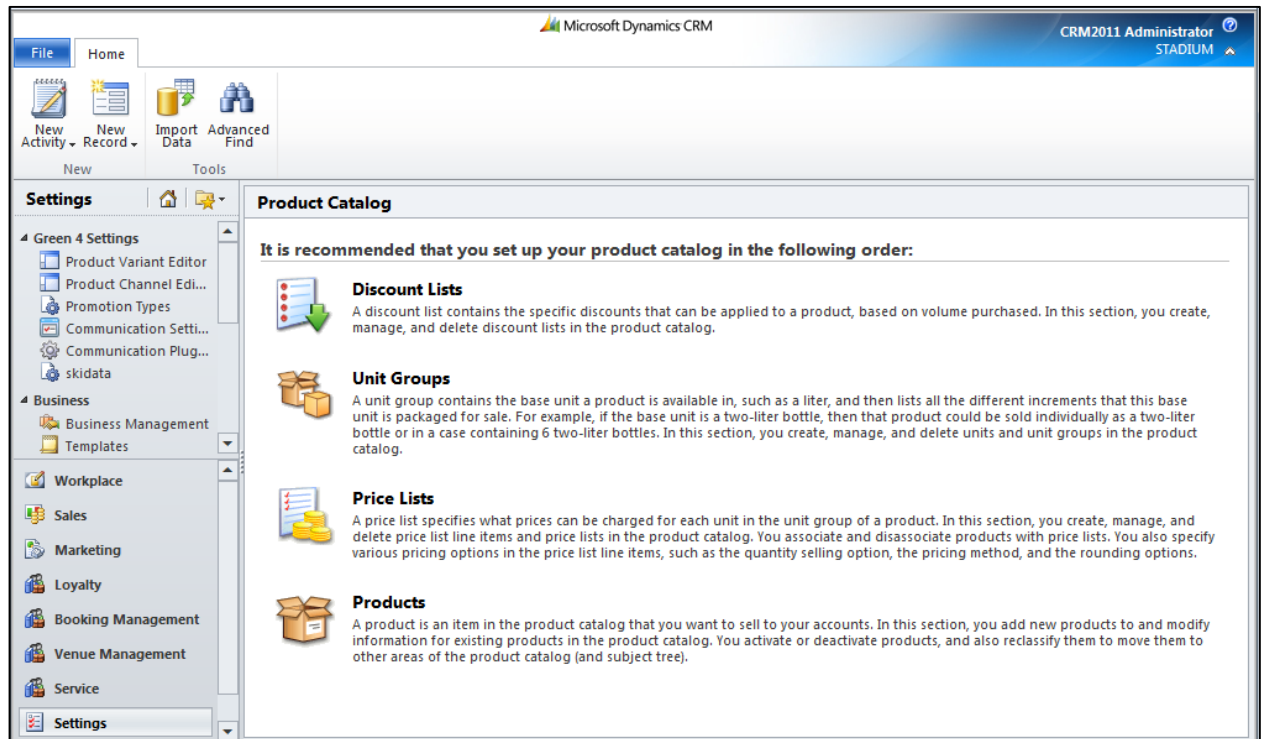 Microsoft Dynamics CRM
CRM2011 Administrator
STADIUM
File
Home
New Activity
New Record
Import Data
Advanced Find
New
Tools
Settings
Green 4 Settings
Product Variant Editor
Product Channel Edi...
Promotion Types
Communication Setti...
Communication Plug...
skidata
Business
Business Management
Templates
Workplace
Sales
Marketing
Loyalty
Booking Management
Venue Management
Service
Settings
Product Catalog
It is recommended that you set up your product catalog in the following order:
Discount Lists
A discount list contains the specific discounts that can be applied to a product, based on volume purchased. In this section, you create,
manage, and delete discount lists in the product catalog.
Unit Groups
A unit group contains the base unit a product is available in, such as a liter, and then lists all the different increments that this base
unit is packaged for sale. For example, if the base unit is a two-liter bottle, then that product could be sold individually as a two-liter
bottle or in a case containing 6 two-liter bottles. In this section, you create, manage, and delete units and unit groups in the product
catalog.
Price Lists
A price list specifies what prices can be charged for each unit in the unit group of a product. In this section, you create, manage, and
delete price list line items and price lists in the product catalog. You associate and disassociate products with price lists. You also specify
various pricing options in the price list line items, such as the quantity selling option, the pricing method, and the rounding options.
Products
A product is an item in the product catalog that you want to sell to your accounts. In this section, you add new products to and modify
information for existing products in the product catalog. You activate or deactivate products, and also reclassify them to move them to
other areas of the product catalog (and subject tree).